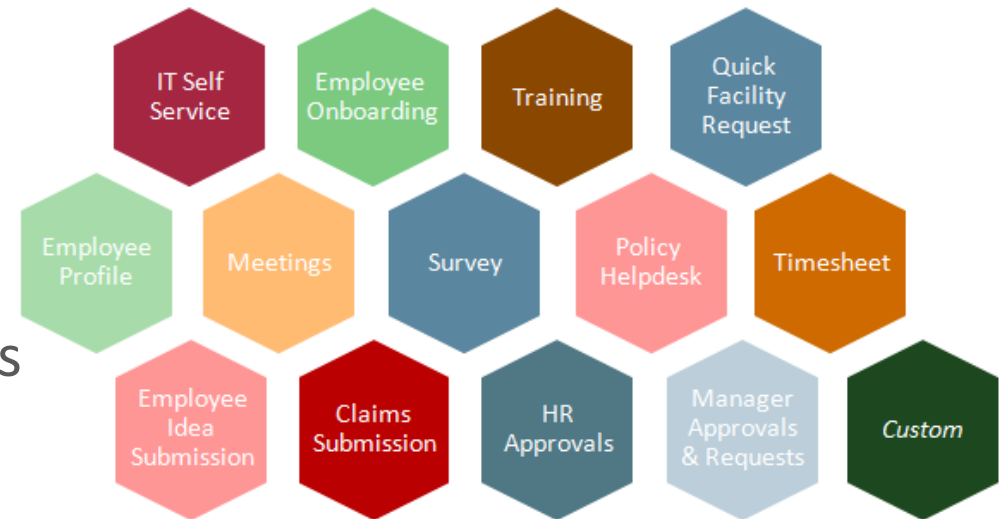 IT Self
Service
Employee
Onboarding
Training
Quick
Facility
Request
Employee
Profile
Meetings
Survey
Policy
Helpdesk
Timesheet
s
Employee
Idea
Submission
Claims
Submission
HR
Approvals
Manager
Approvals
& Requests
Custom